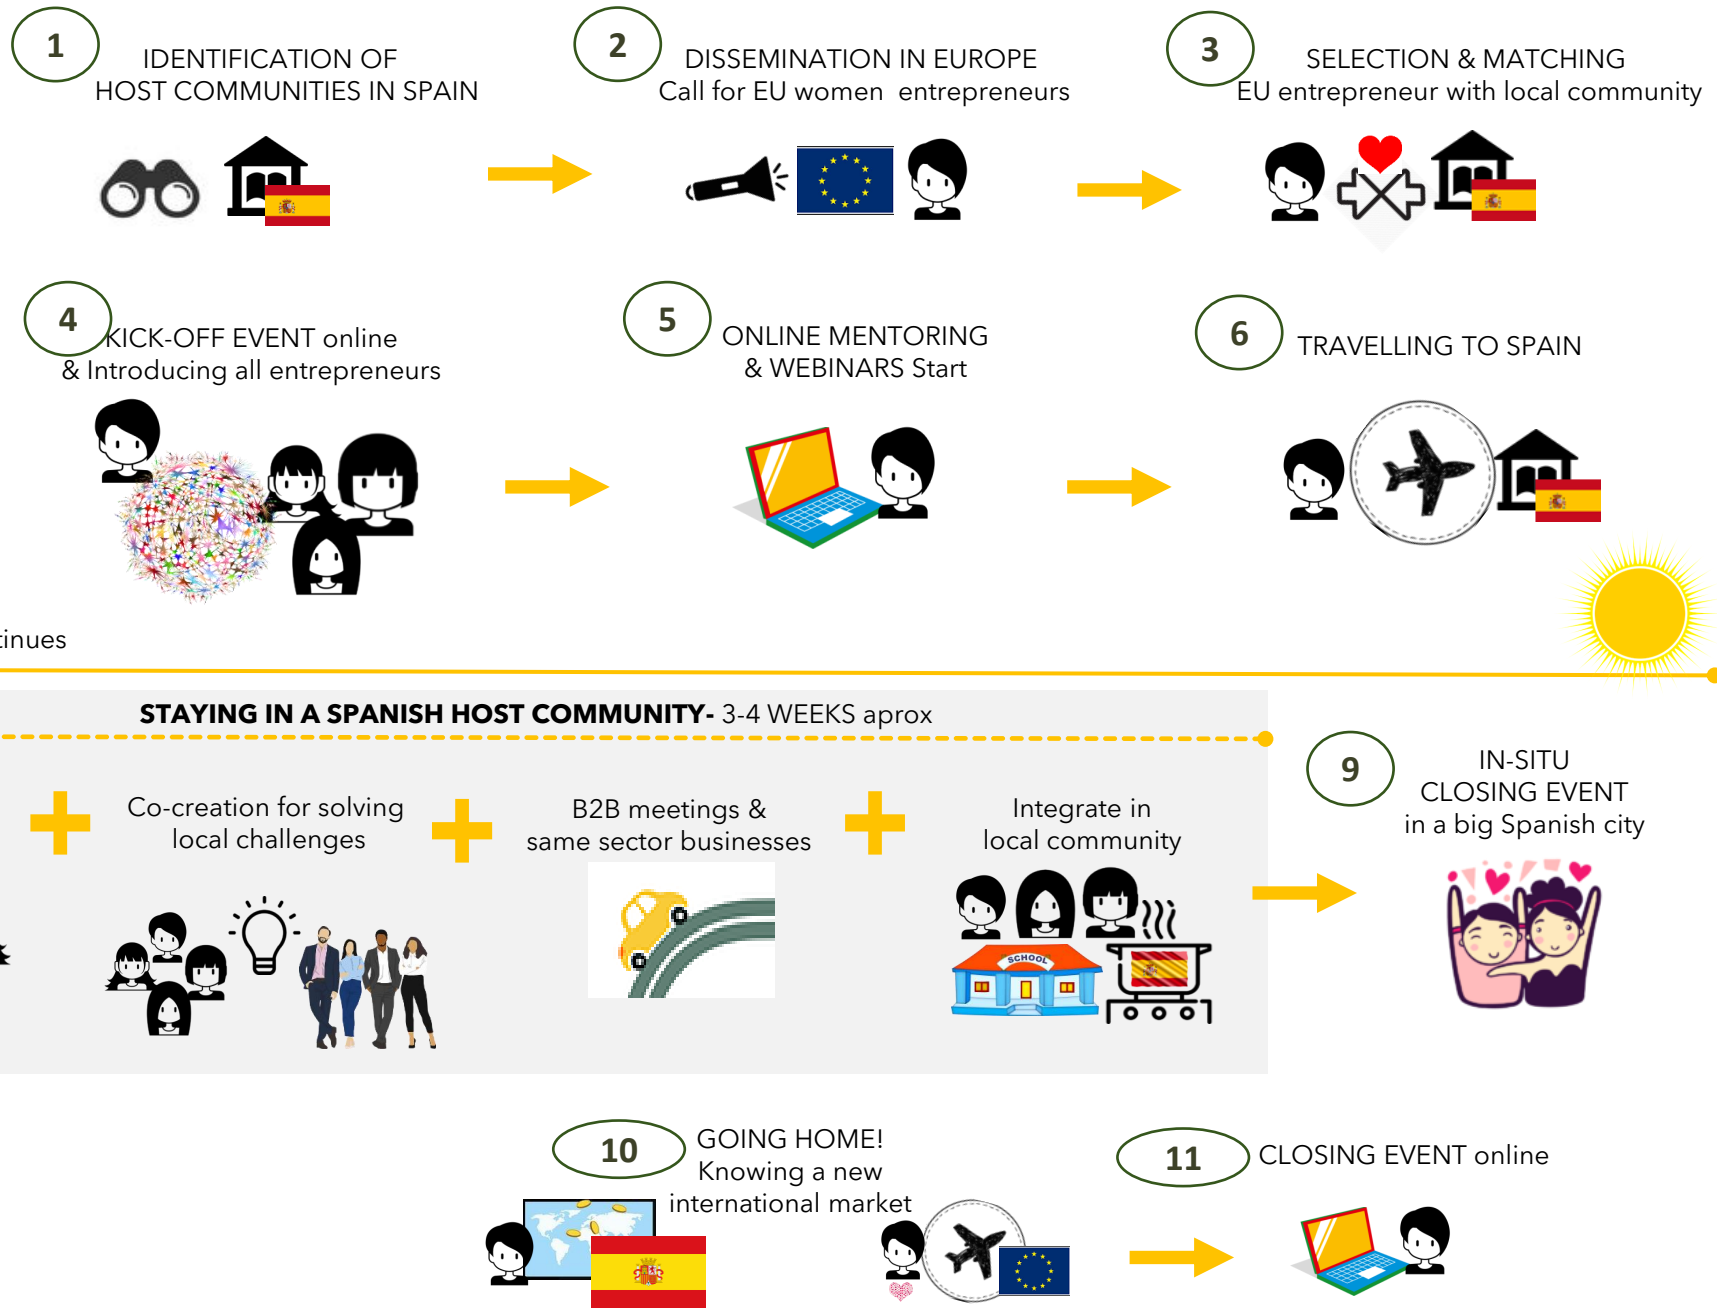 1
IDENTIFICATION OF
HOST COMMUNITIES IN SPAIN
2
DISSEMINATION IN EUROPE
Call for EU women entrepreneurs
3
SELECTION & MATCHING
EU entrepreneur with local community
4
KICK-OFF EVENT online
& Introducing all entrepreneurs
5
ONLINE MENTORING
& WEBINARS Start
6
TRAVELLING TO SPAIN
tinues
STAYING IN A SPANISH HOST COMMUNITY- 3-4 WEEKS aprox
Co-creation for solving
local challenges
B2B meetings &
same sector businesses
Integrate in
local community
SCHOOL
9
IN-SITU
CLOSING EVENT
in a big Spanish city
10
GOING HOME!
Knowing a new
international market
11
CLOSING EVENT online